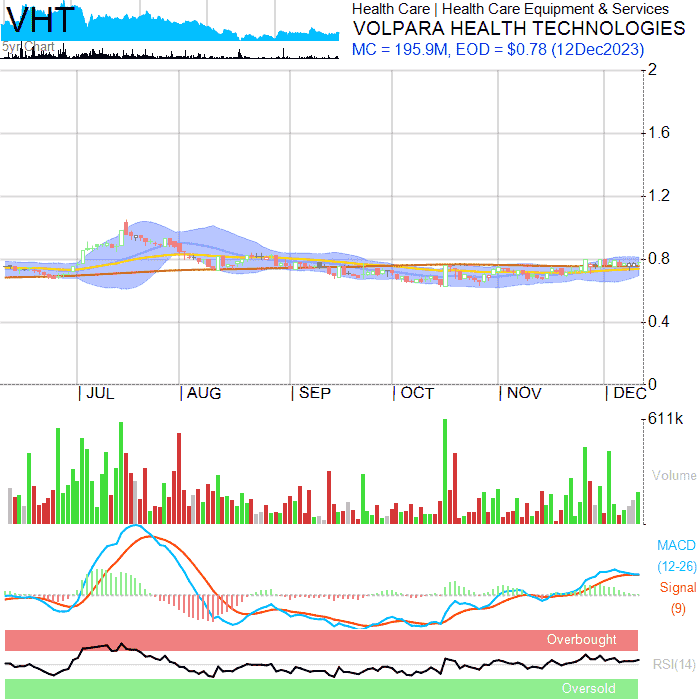 VHT
5yr Chart
Health Care | Health Care Equipment & Services
VOLPARA HEALTH TECHNOLOGIES
MC = 195.9M, EOD = $0.78 (12Dec2023)
2
1.6
1.2
0.8
0.4
0
| JUL | AUG | SEP | OCT | NOV | DEC
611k
Volume
MACD
(12-26)
Signal
(9)
Overbought
RSI(14)
Oversold